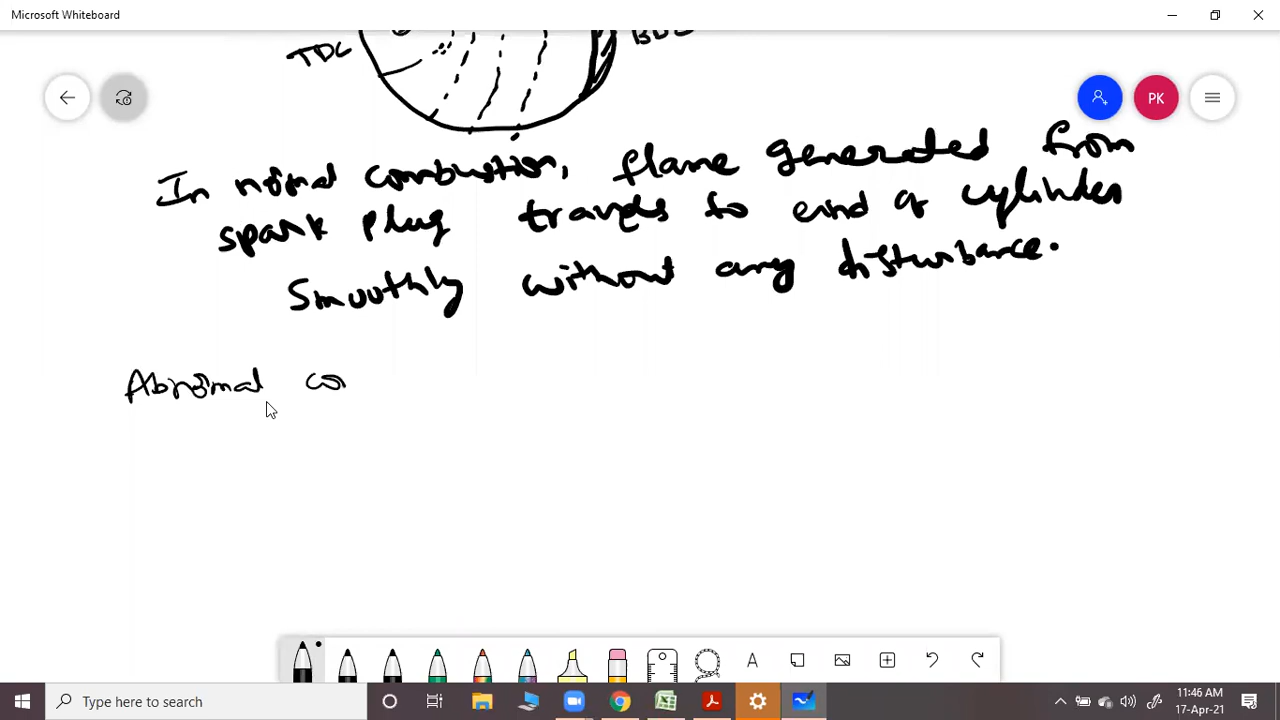 Microsoft Whiteboard
TDC BDC
PK
In normal combustion, flame generated from
spark plug travels to end of cylinder
Smoothly without any disturbance.
Abnormal co
A
Type here to search
11:46 AM
17-Apr-21